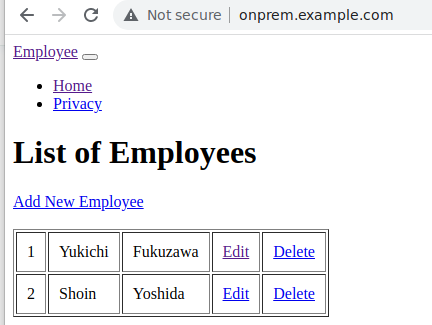 Not secure | onprem.example.com
Employee
Home
Privacy
List of Employees
Add New Employee
1 Yukichi Fukuzawa Edit Delete
2 Shoin Yoshida Edit Delete